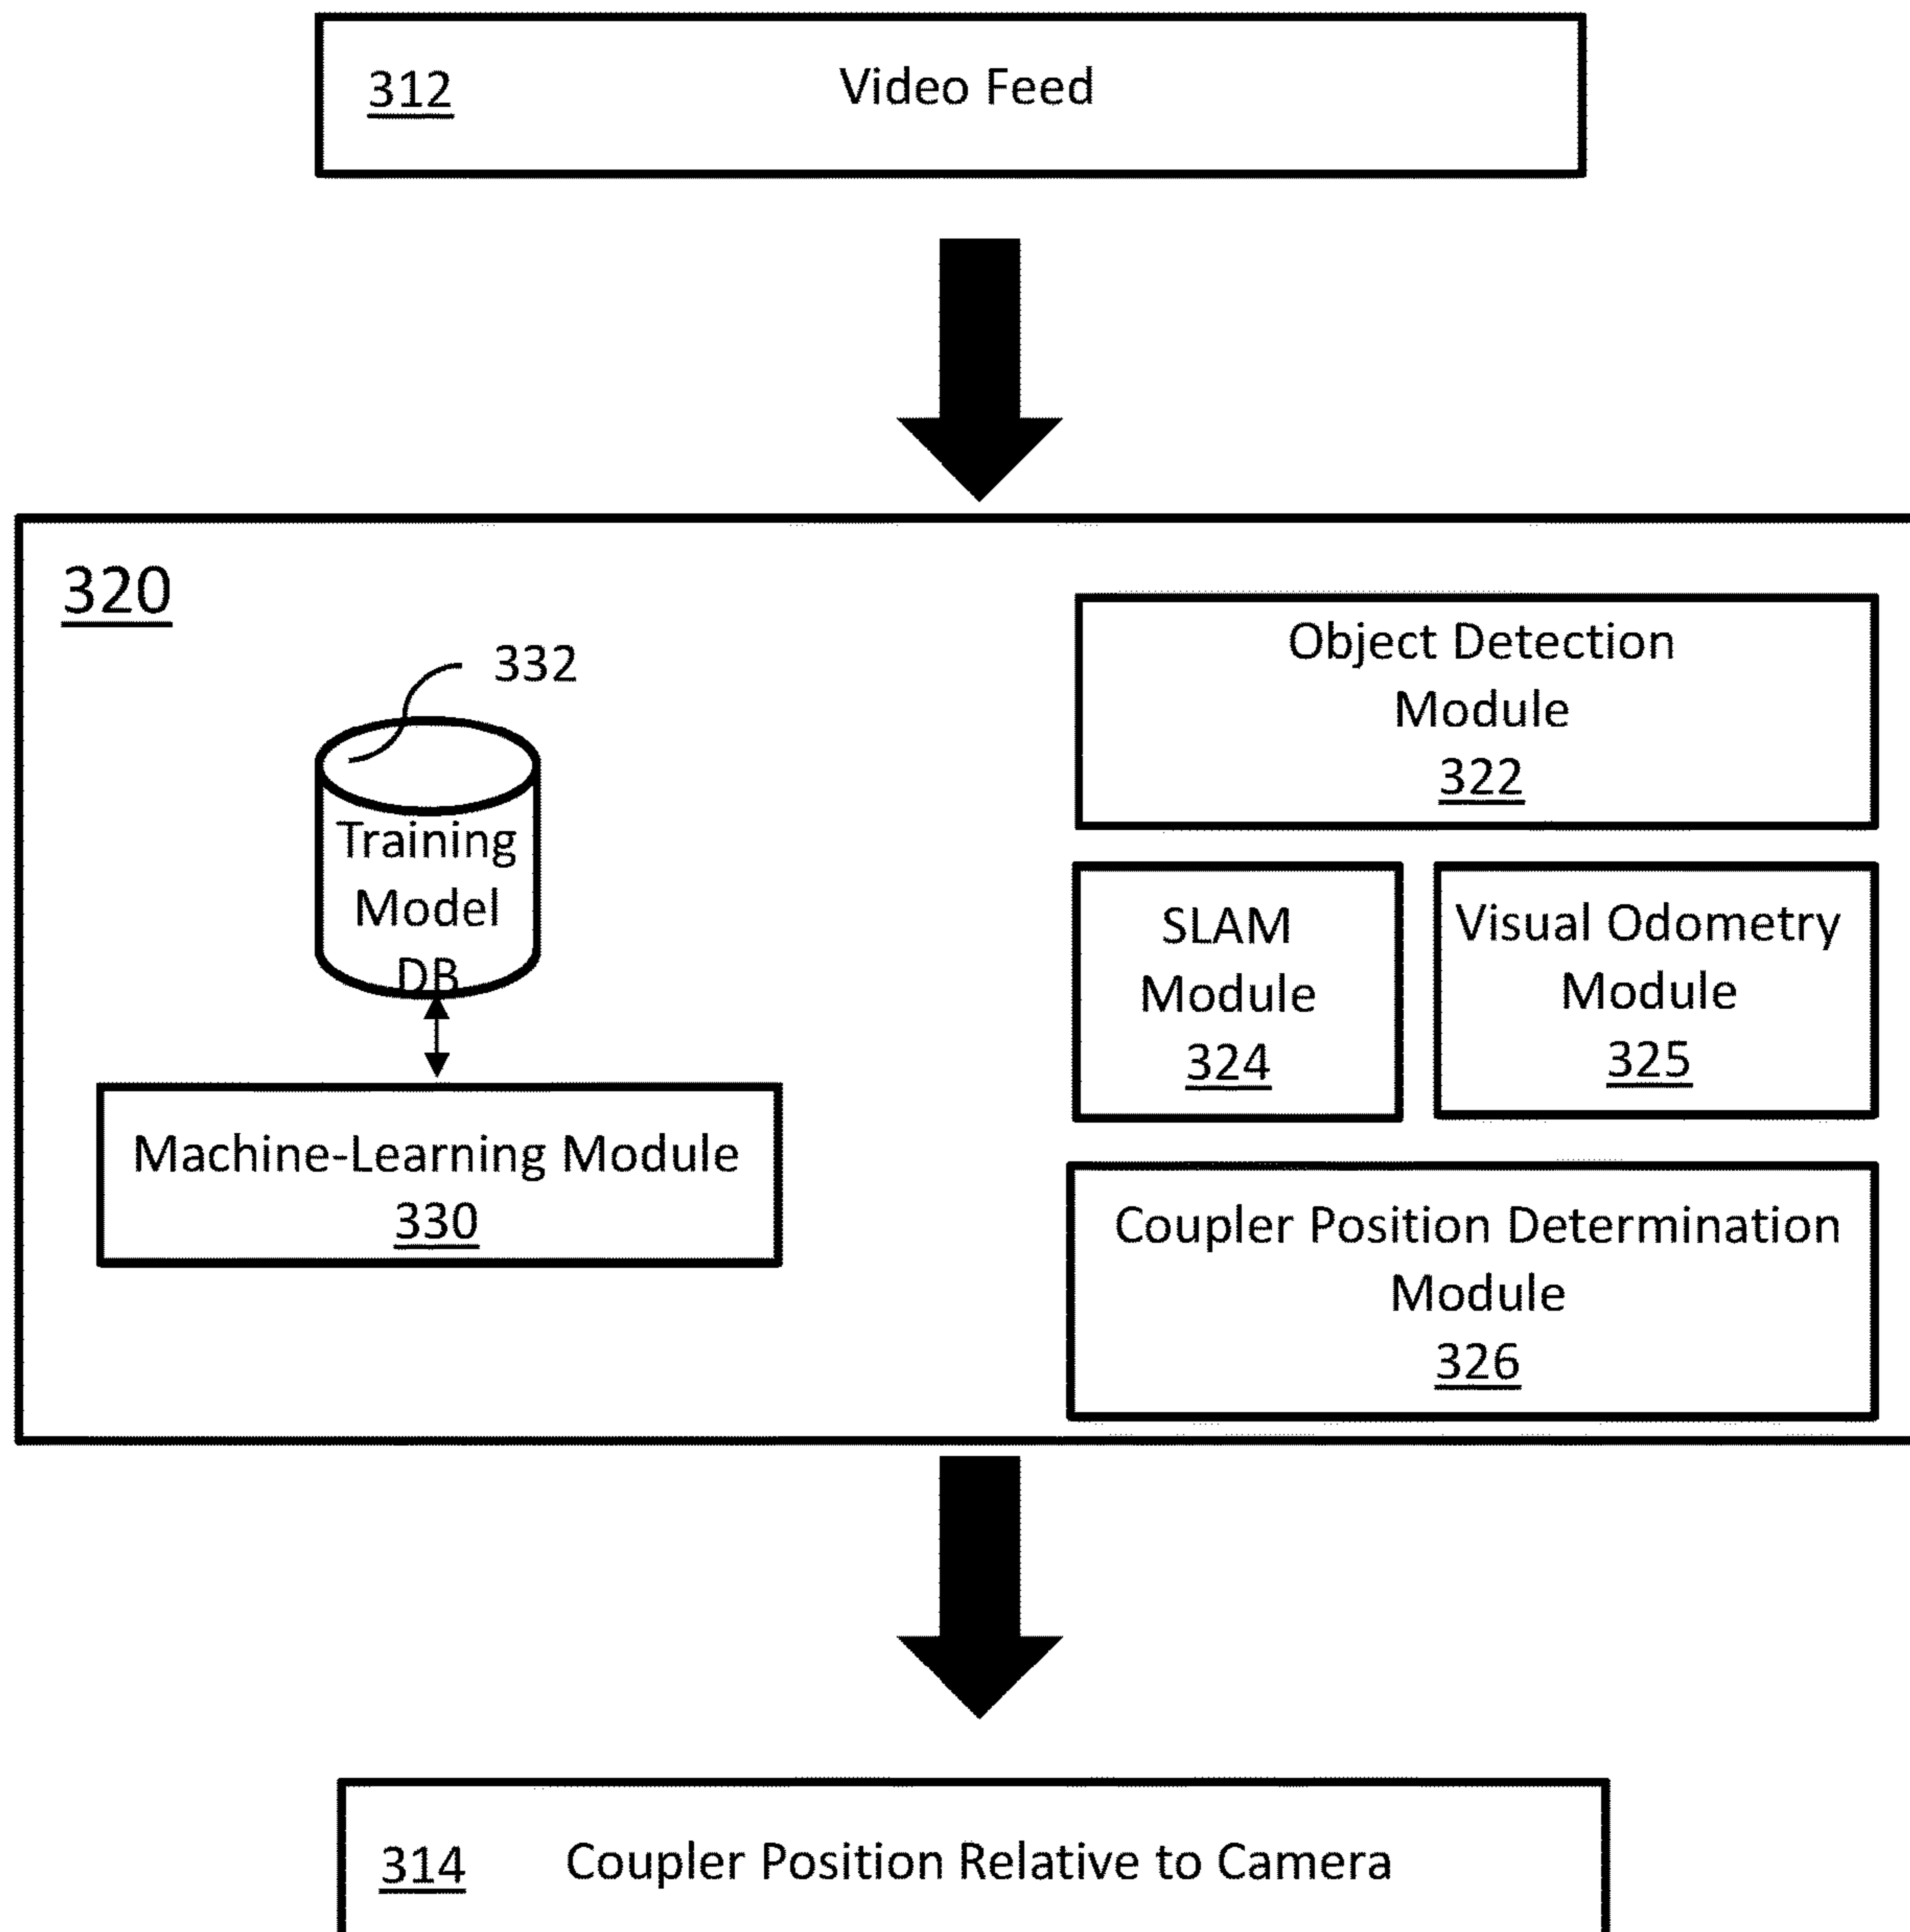 312 Video Feed
320
332
Training
Model
DB
Machine-Learning Module
330
Object Detection
Module
322
SLAM
Module
324
Visual Odometry
Module
325
Coupler Position Determination
Module
326
314 Coupler Position Relative to Camera